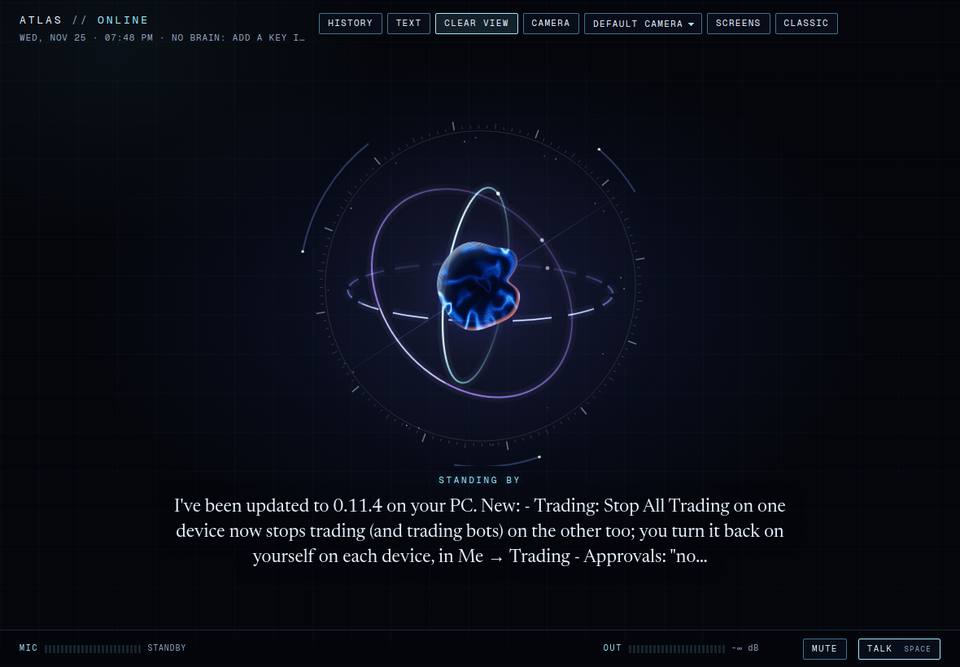 ATLAS // ONLINE
WED, NOV 25 · 07:48 PM · NO BRAIN: ADD A KEY I…
HISTORY TEXT CLEAR VIEW CAMERA DEFAULT CAMERA SCREENS CLASSIC
STANDING BY
I've been updated to 0.11.4 on your PC. New: - Trading: Stop All Trading on one
device now stops trading (and trading bots) on the other too; you turn it back on
yourself on each device, in Me → Trading - Approvals: "no...
MIC STANDBY OUT -∞ dB MUTE TALK SPACE